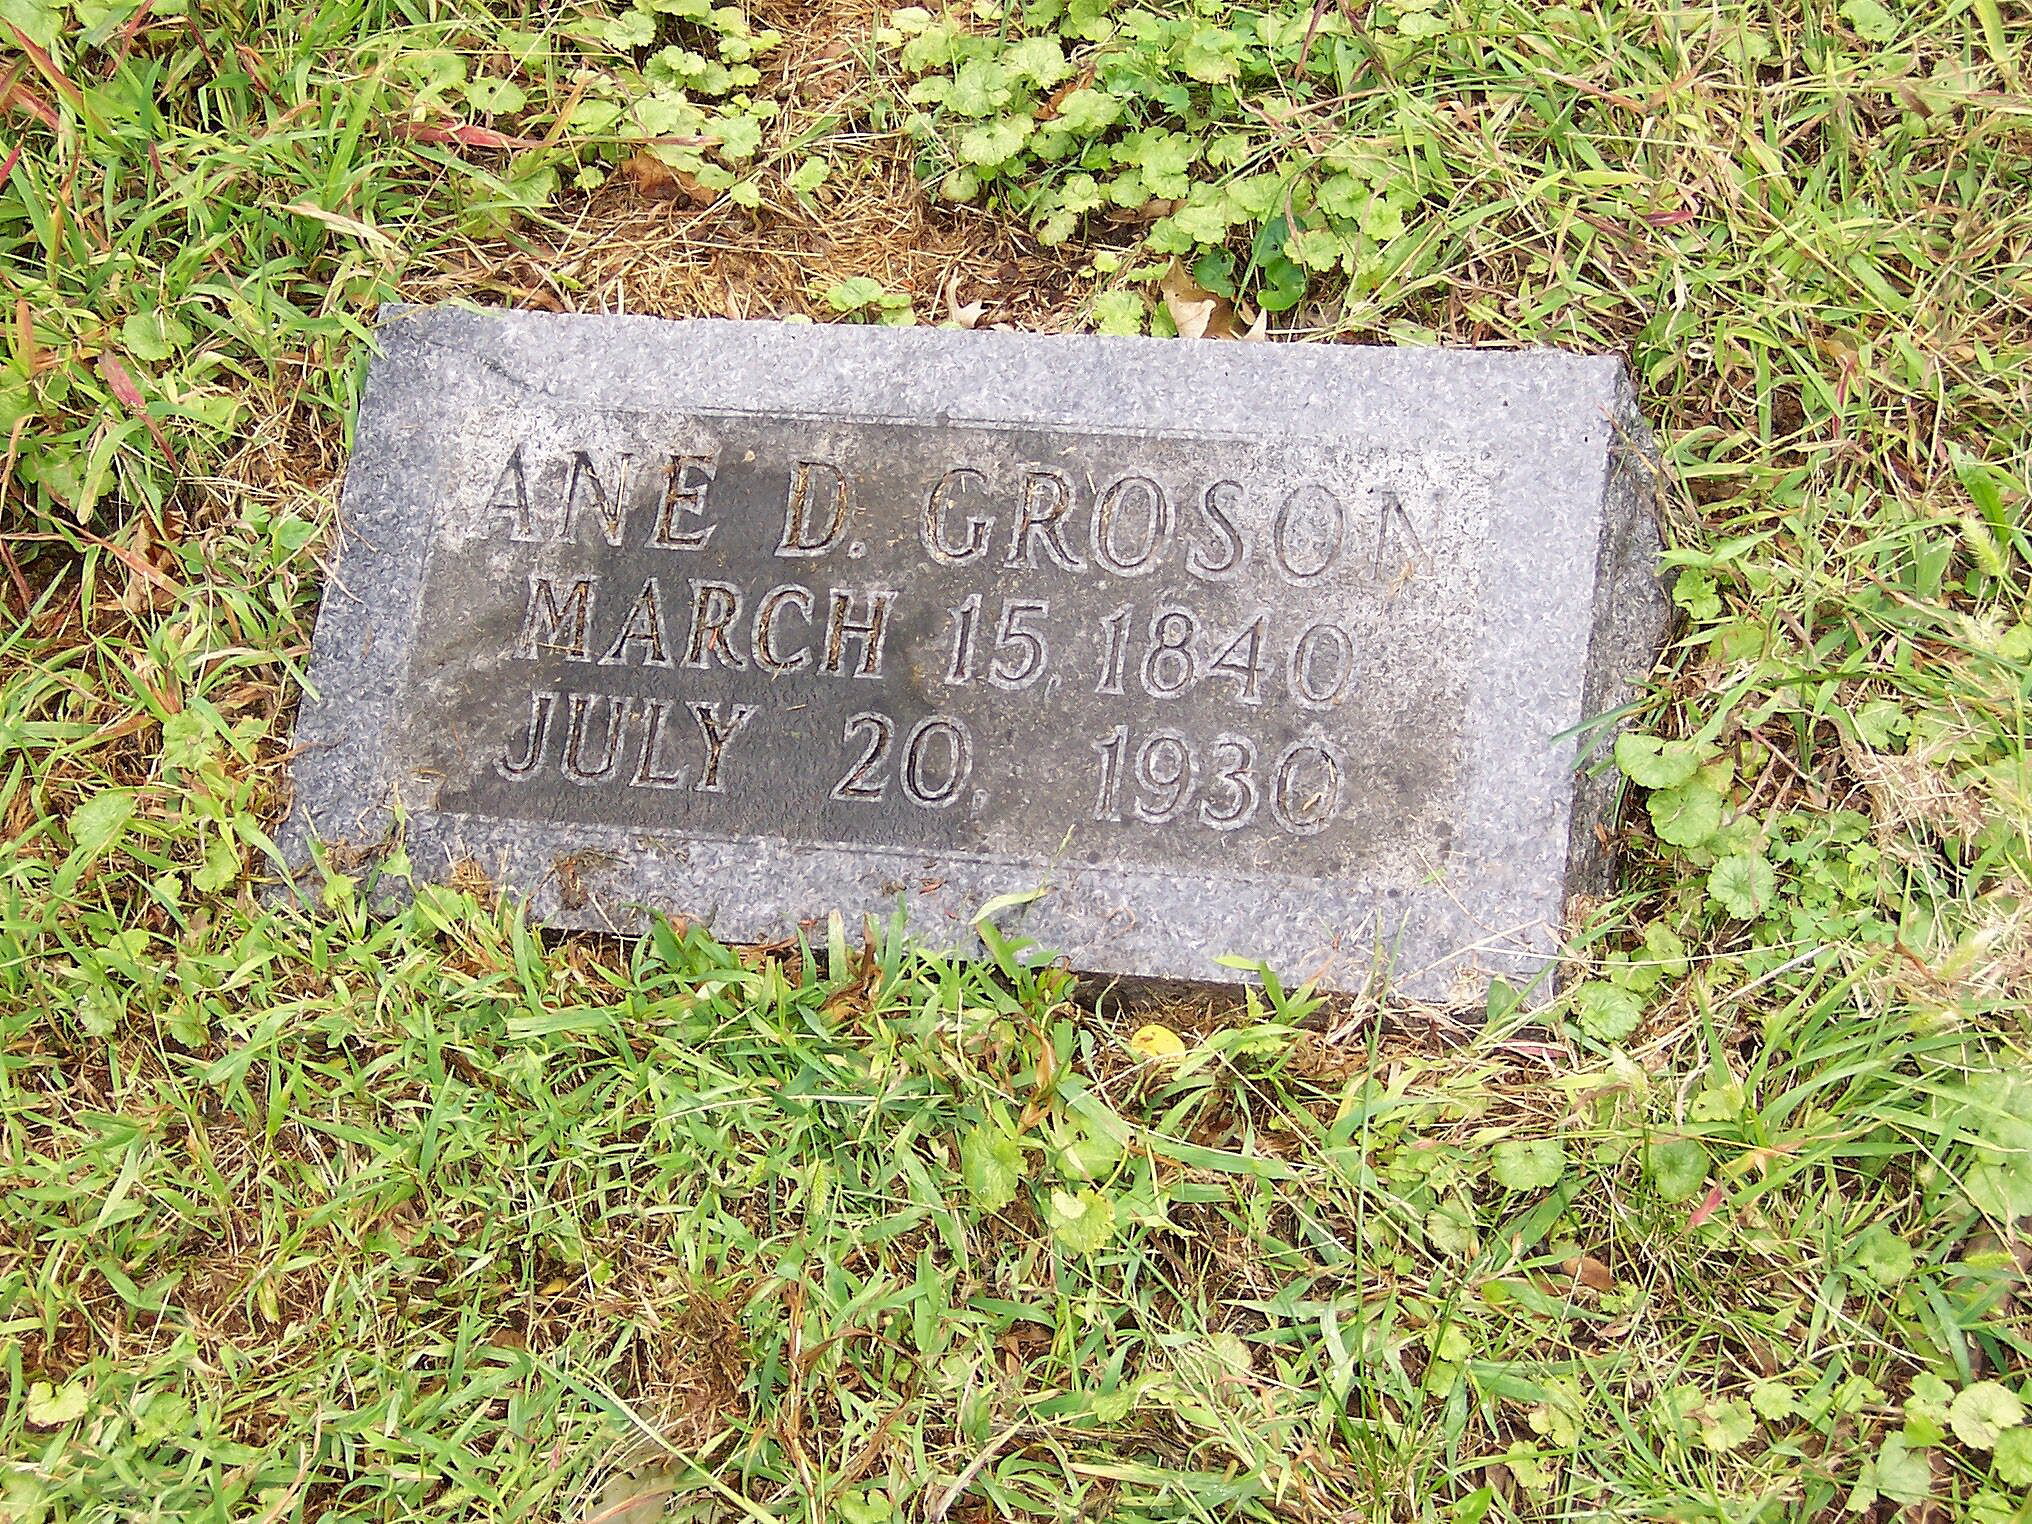 ANE D. GROSON
MARCH 15, 1840
JULY 20, 1930